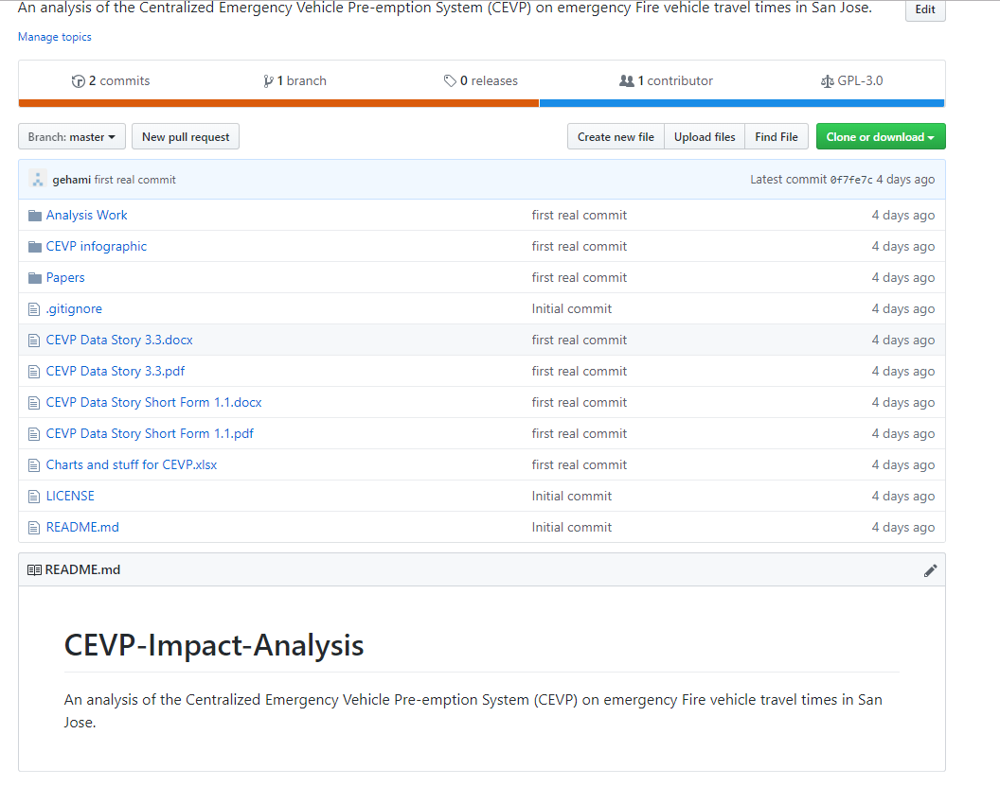 An analysis of the Centralized Emergency Vehicle Pre-emption System (CEVP) on emergency Fire vehicle travel times in San Jose. Edit
Manage topics
2 commits 1 branch 0 releases 1 contributor GPL-3.0
Branch: master New pull request Create new file Upload files Find File Clone or download
gehami first real commit Latest commit 0f7fe7c 4 days ago
Analysis Work first real commit 4 days ago
CEVP infographic first real commit 4 days ago
Papers first real commit 4 days ago
.gitignore Initial commit 4 days ago
CEVP Data Story 3.3.docx first real commit 4 days ago
CEVP Data Story 3.3.pdf first real commit 4 days ago
CEVP Data Story Short Form 1.1.docx first real commit 4 days ago
CEVP Data Story Short Form 1.1.pdf first real commit 4 days ago
Charts and stuff for CEVP.xlsx first real commit 4 days ago
LICENSE Initial commit 4 days ago
README.md Initial commit 4 days ago
README.md
CEVP-Impact-Analysis
An analysis of the Centralized Emergency Vehicle Pre-emption System (CEVP) on emergency Fire vehicle travel times in San
Jose.